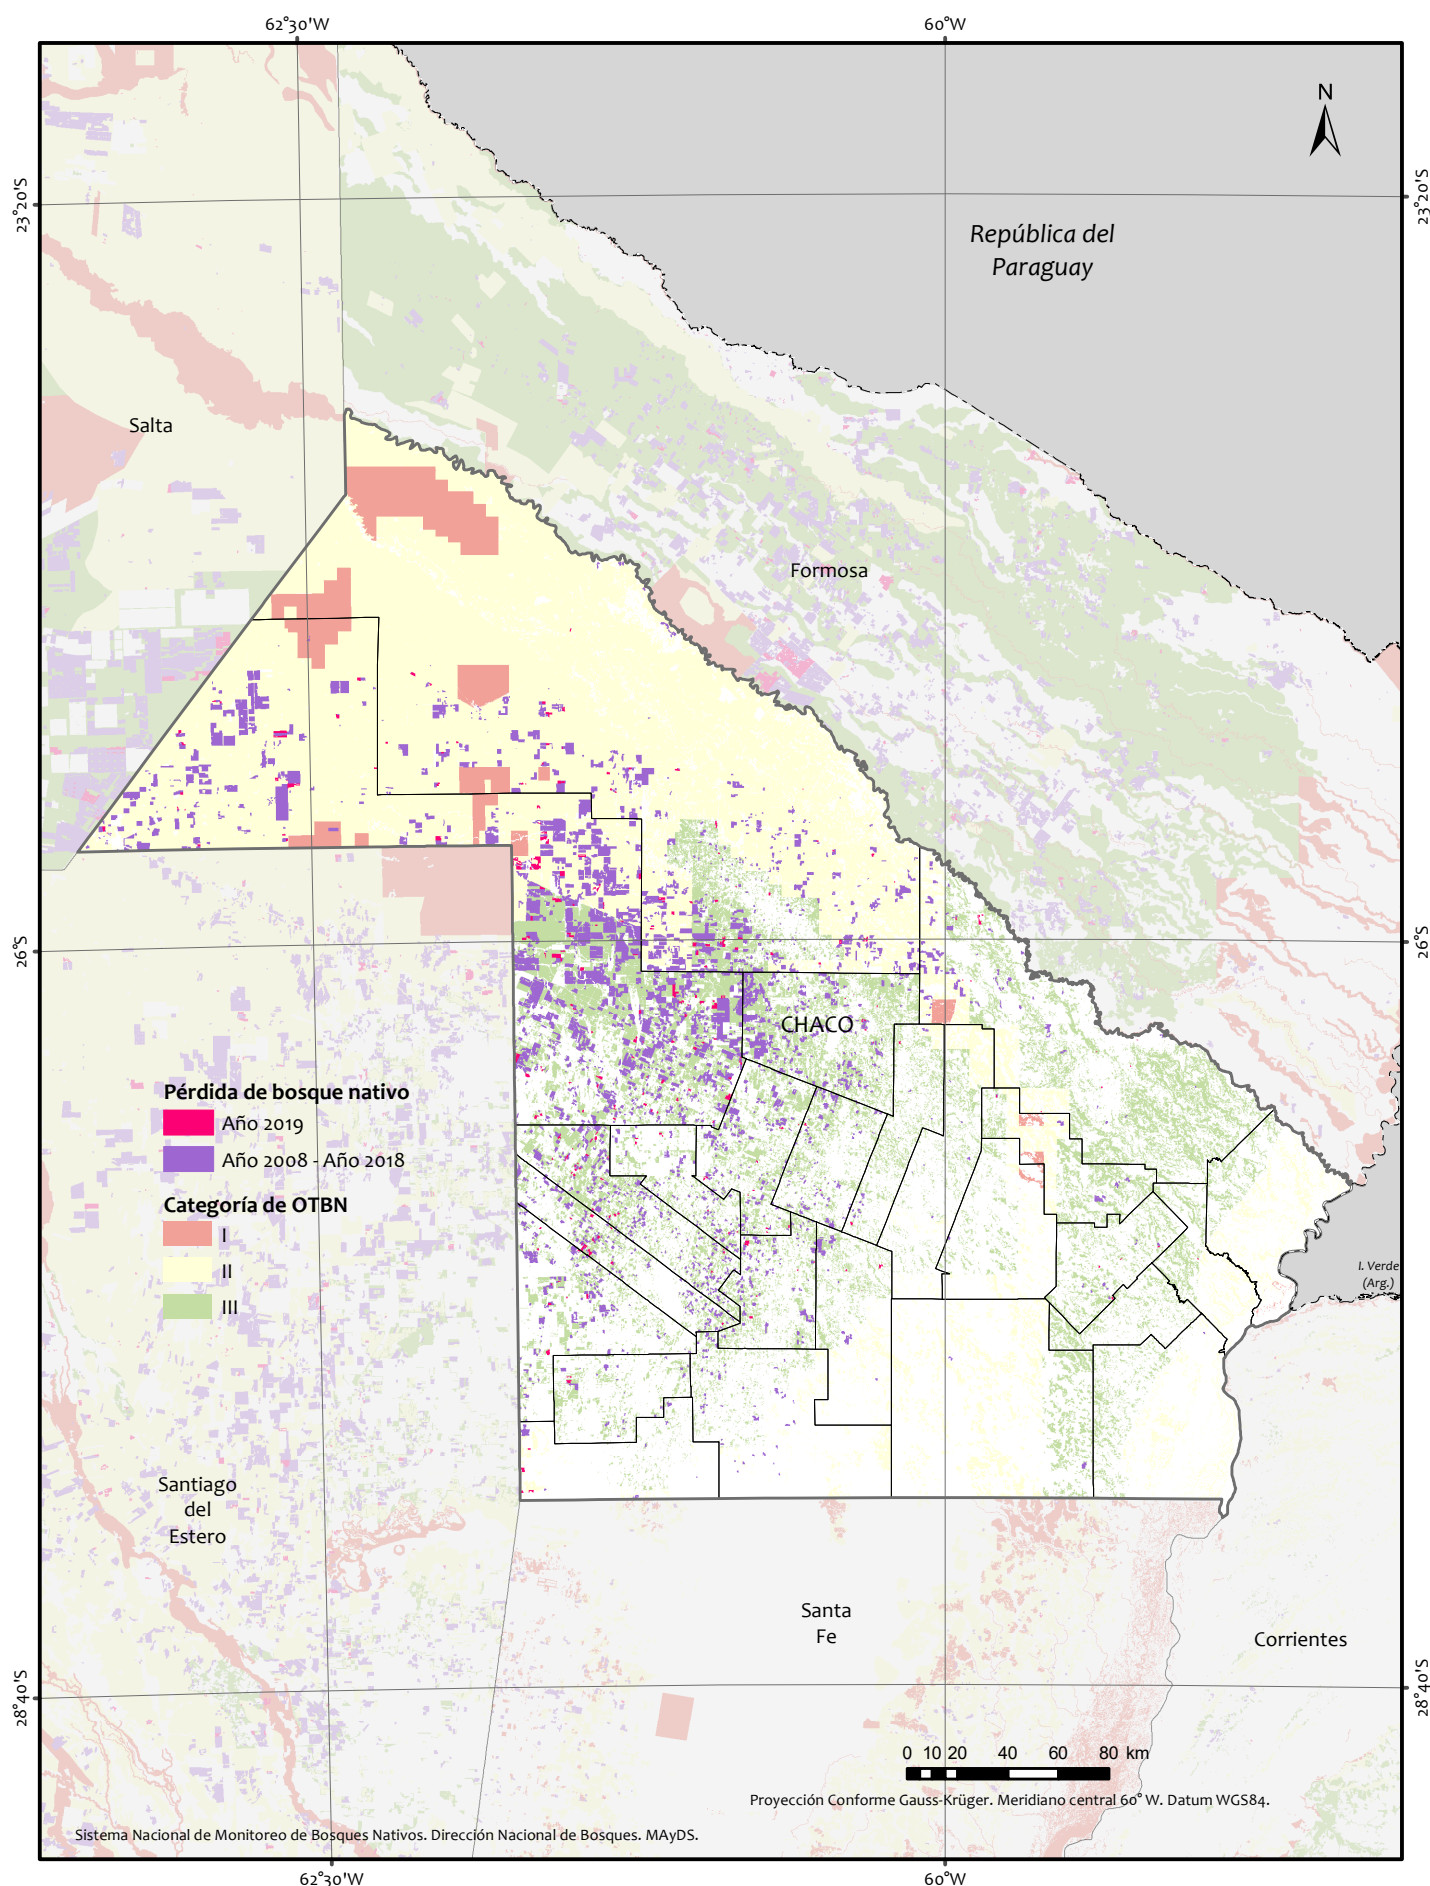 62°30'W
60°W
N
23°20'S
23°20'S
República del
Paraguay
Salta
Formosa
26°S
26°S
CHACO
Pérdida de bosque nativo
Año 2019
Año 2008 - Año 2018
Categoría de OTBN
I
II
III
I. Verde
(Arg.)
Santiago
del
Estero
Santa
Fe
Corrientes
28°40'S
28°40'S
0 10 20 40 60 80 km
Proyección Conforme Gauss-Krüger. Meridiano central 60° W. Datum WGS84.
Sistema Nacional de Monitoreo de Bosques Nativos. Dirección Nacional de Bosques. MAyDS.
62°30'W
60°W